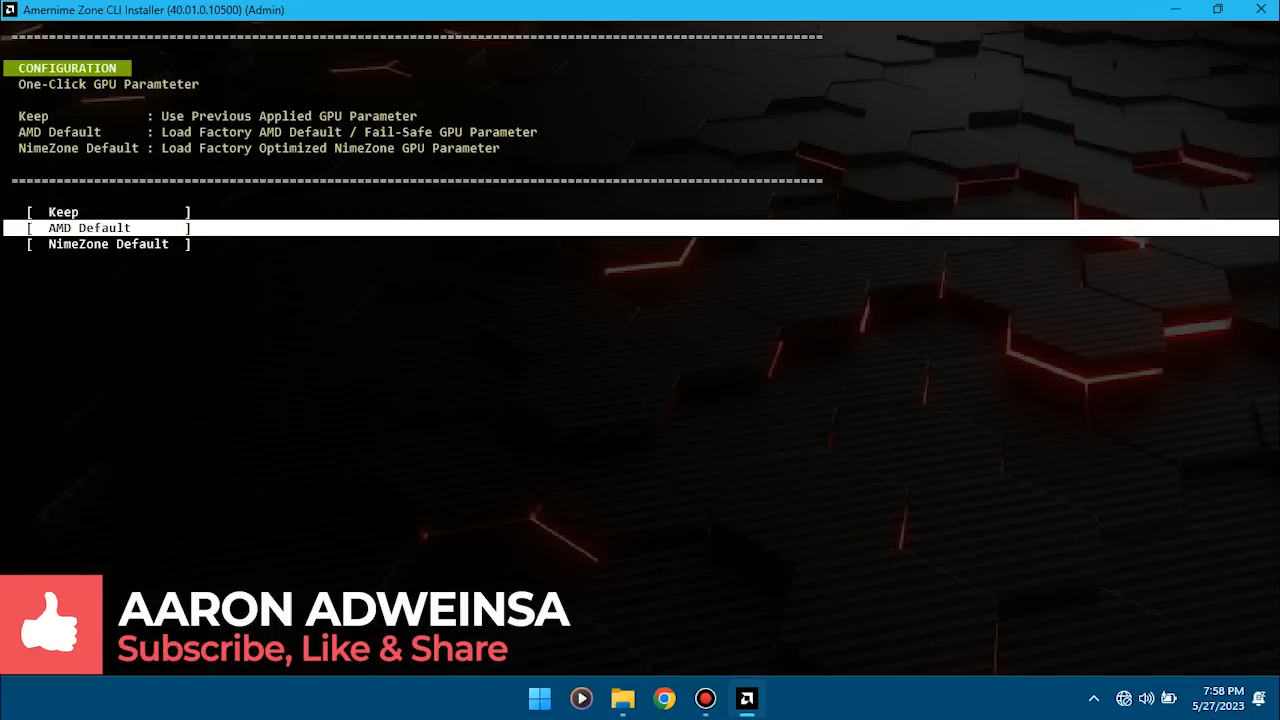 Amernime Zone CLI Installer (40.01.0.10500) (Admin)
============================================================================================================
CONFIGURATION
One-Click GPU Paramteter
Keep : Use Previous Applied GPU Parameter
AMD Default : Load Factory AMD Default / Fail-Safe GPU Parameter
NimeZone Default : Load Factory Optimized NimeZone GPU Parameter
============================================================================================================
[ Keep ]
[ AMD Default ]
[ NimeZone Default ]
AARON ADWEINSA
Subscribe, Like & Share
7:58 PM
5/27/2023